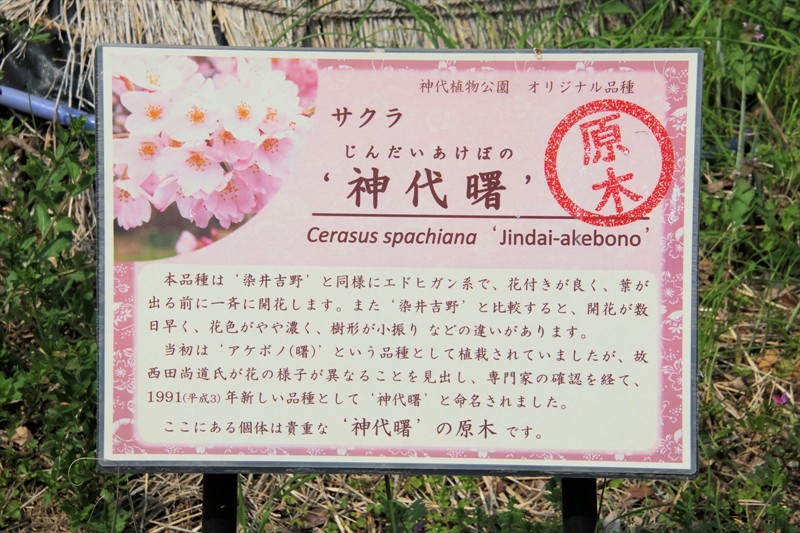 神代植物公園　オリジナル品種
サクラ
じんだいあけぼの
‘神代曙’
原木
Cerasus spachiana ‘Jindai-akebono’
本品種は‘染井吉野’と同様にエドヒガン系で、花付きが良く、葉が
出る前に一斉に開花します。また‘染井吉野’と比較すると、開花が数
日早く、花色がやや濃く、樹形が小振り などの違いがあります。
当初は‘アケボノ(曙)’という品種として植栽されていましたが、故
西田尚道氏が花の様子が異なることを見出し、専門家の確認を経て、
1991(平成3)年新しい品種として‘神代曙’と命名されました。
ここにある個体は貴重な‘神代曙’の原木です。